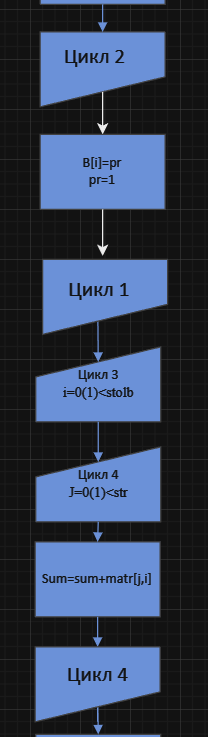 Цикл 2
B[i]=pr
pr=1
Цикл 1
Цикл 3
i=0(1)<stolb
Цикл 4
J=0(1)<str
Sum=sum+matr[j,i]
Цикл 4